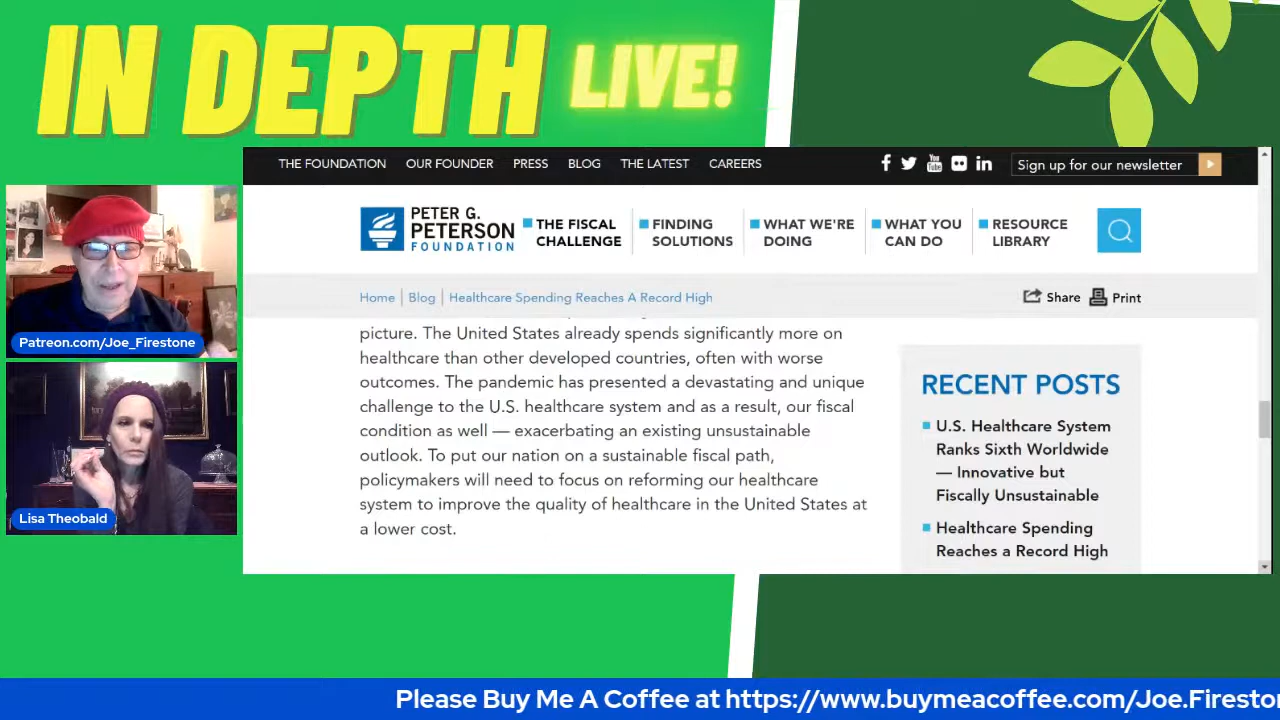 IN DEPTH LIVE!
THE FOUNDATION OUR FOUNDER PRESS BLOG THE LATEST CAREERS
Sign up for our newsletter
PETER G.
PETERSON
FOUNDATION
THE FISCAL
CHALLENGE
FINDING
SOLUTIONS
WHAT WE'RE
DOING
WHAT YOU
CAN DO
RESOURCE
LIBRARY
Home Blog Healthcare Spending Reaches A Record High
Share Print
picture. The United States already spends significantly more on
healthcare than other developed countries, often with worse
outcomes. The pandemic has presented a devastating and unique
challenge to the U.S. healthcare system and as a result, our fiscal
condition as well — exacerbating an existing unsustainable
outlook. To put our nation on a sustainable fiscal path,
policymakers will need to focus on reforming our healthcare
system to improve the quality of healthcare in the United States at
a lower cost.
RECENT POSTS
U.S. Healthcare System
Ranks Sixth Worldwide
— Innovative but
Fiscally Unsustainable
Healthcare Spending
Reaches a Record High
Patreon.com/Joe_Firestone
Lisa Theobald
Please Buy Me A Coffee at https://www.buymeacoffee.com/Joe.Firesto